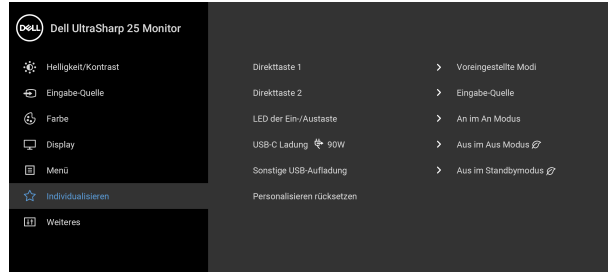 DELL Dell UltraSharp 25 Monitor
Helligkeit/Kontrast
Eingabe-Quelle
Farbe
Display
Menü
Individualisieren
Weiteres
Direkttaste 1 > Voreingestellte Modi
Direkttaste 2 > Eingabe-Quelle
LED der Ein-/Austaste > An im An Modus
USB-C Ladung 90W > Aus im Aus Modus
Sonstige USB-Aufladung > Aus im Standbymodus
Personalisieren rücksetzen